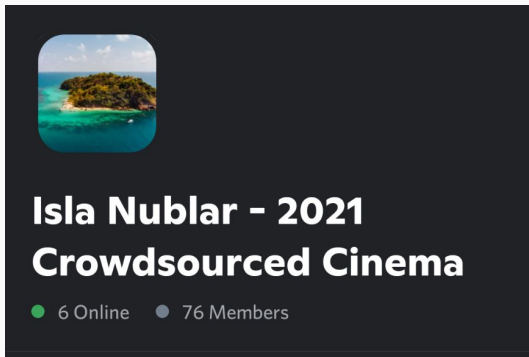 Isla Nublar - 2021
Crowdsourced Cinema
6 Online 76 Members